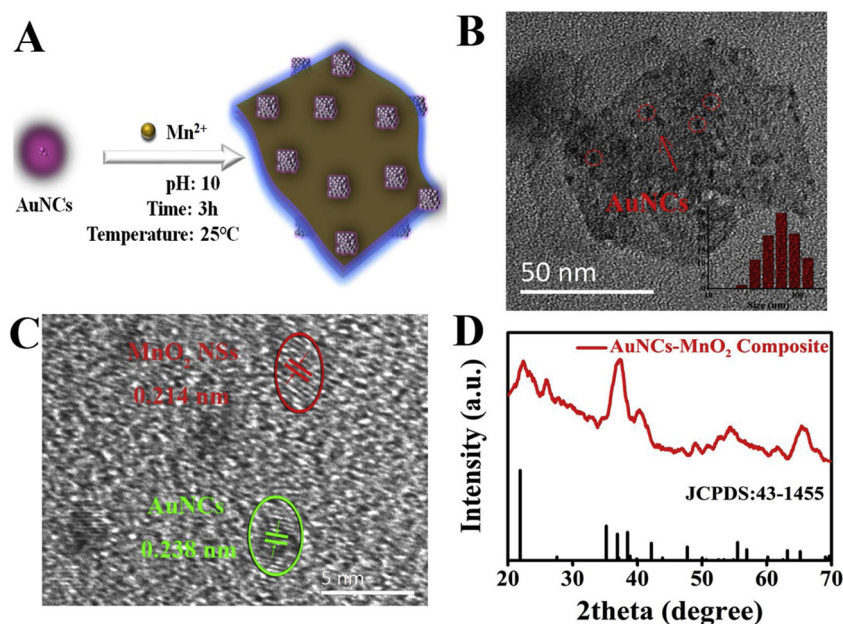 A
Mn²⁺
AuNCs
pH: 10
Time: 3h
Temperature: 25°C
B
AuNCs
50 nm
10
100
Size (nm)
C
MnO₂ NSs
0.214 nm
AuNCs
0.238 nm
5 nm
D
AuNCs-MnO₂ Composite
JCPDS:43-1455
Intensity (a.u.)
20 30 40 50 60 70
2theta (degree)